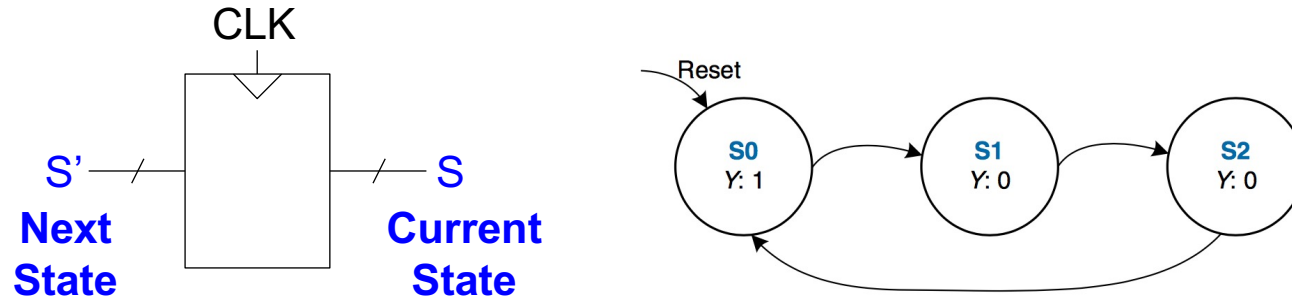 CLK
S’
S
Next
State
Current
State
Reset
S0
Y: 1
S1
Y: 0
S2
Y: 0